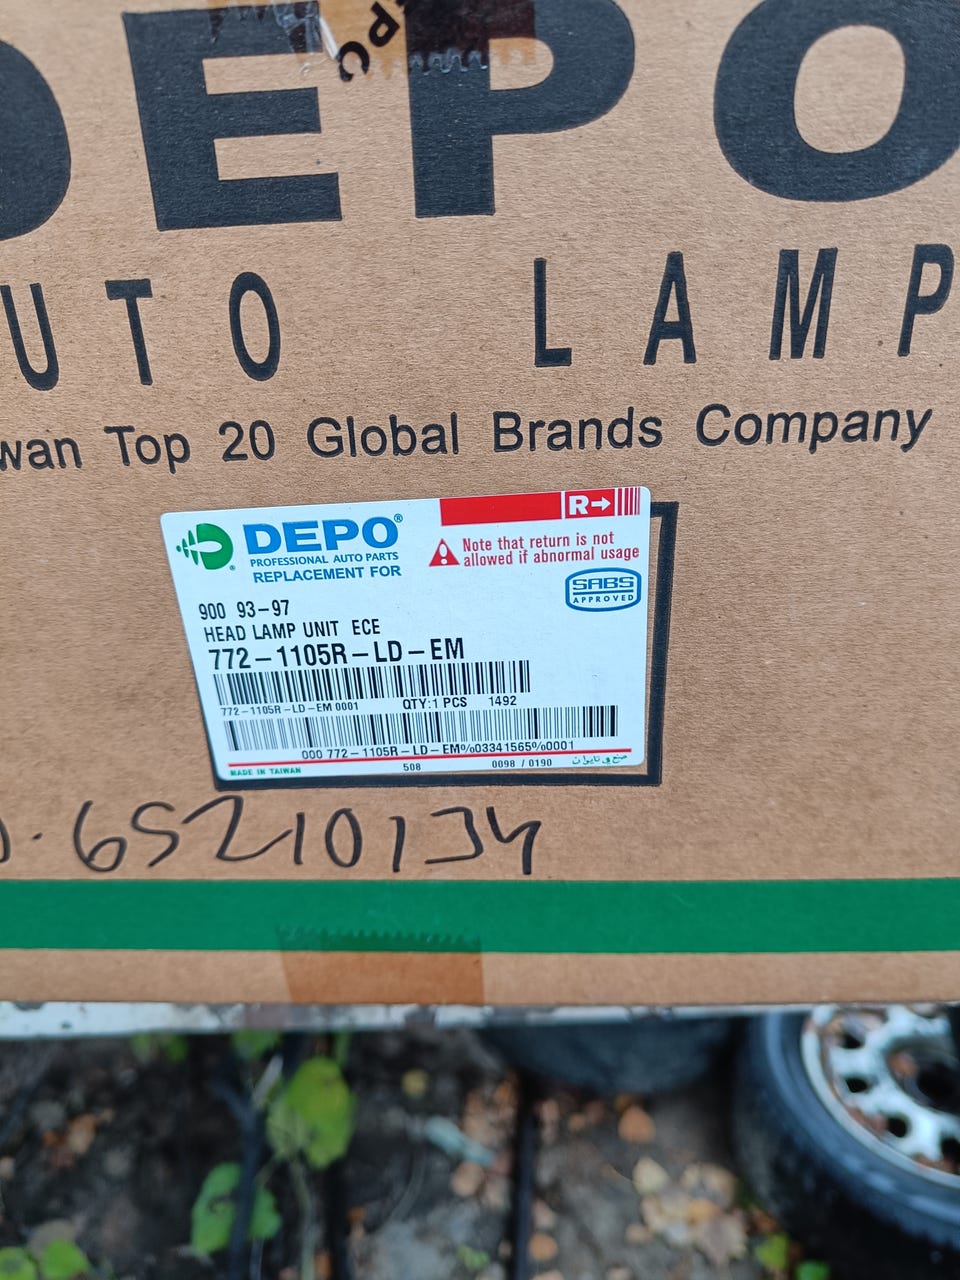 DEPO
UTO LAMP
wan Top 20 Global Brands Company
DEPO®
PROFESSIONAL AUTO PARTS
REPLACEMENT FOR
R→
Note that return is not
allowed if abnormal usage
SABS
APPROVED
900 93-97
HEAD LAMP UNIT ECE
772-1105R-LD-EM
772-1105R-LD-EM 0001 QTY:1 PCS 1492
000 772-1105R-LD-EM%03341565%0001
MADE IN TAIWAN 508 0098 / 0190 صنع في تايوان
65210134